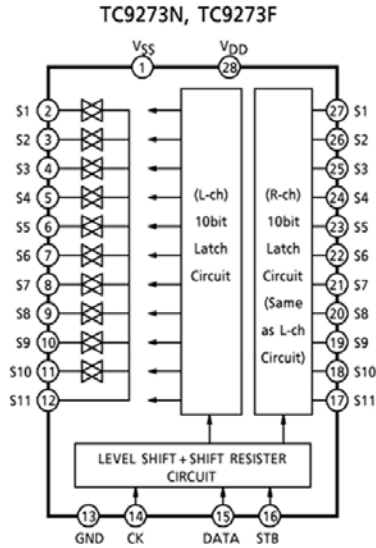 TC9273N, TC9273F
VSS VDD
1 28
S1 2 27 S1
S2 3 26 S2
S3 4 25 S3
S4 5 (L-ch) (R-ch) 24 S4
S5 6 10bit 10bit 23 S5
S6 7 Latch Latch 22 S6
S7 8 Circuit Circuit 21 S7
S8 9 (Same 20 S8
S9 10 as L-ch 19 S9
S10 11 Circuit) 18 S10
S11 12 17 S11
LEVEL SHIFT + SHIFT RESISTER
CIRCUIT
13 14 15 16
GND CK DATA STB